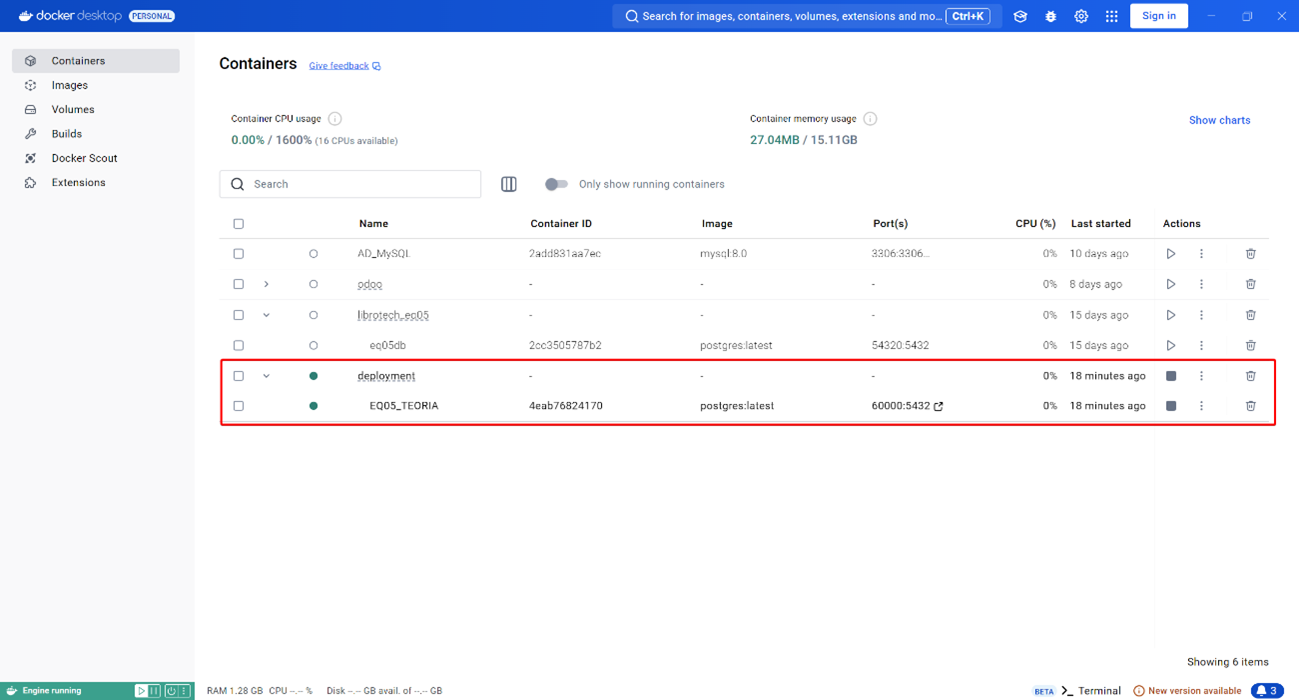 docker desktop PERSONAL
Search for images, containers, volumes, extensions and mo... Ctrl+K
Sign in
Containers
Images
Volumes
Builds
Docker Scout
Extensions
Containers Give feedback
Container CPU usage
0.00% / 1600% (16 CPUs available)
Container memory usage
27.04MB / 15.11GB
Show charts
Search
Only show running containers
Name Container ID Image Port(s) CPU (%) Last started Actions
AD_MySQL 2add831aa7ec mysql:8.0 3306:3306... 0% 10 days ago
odoo - - - 0% 8 days ago
librotech_eq05 - - - 0% 15 days ago
eq05db 2cc3505787b2 postgres:latest 54320:5432 0% 15 days ago
deployment - - - 0% 18 minutes ago
EQ05_TEORIA 4eab76824170 postgres:latest 60000:5432 0% 18 minutes ago
Showing 6 items
Engine running
RAM 1.28 GB CPU --.-- % Disk --.-- GB avail. of --.-- GB
BETA >_ Terminal
New version available
3